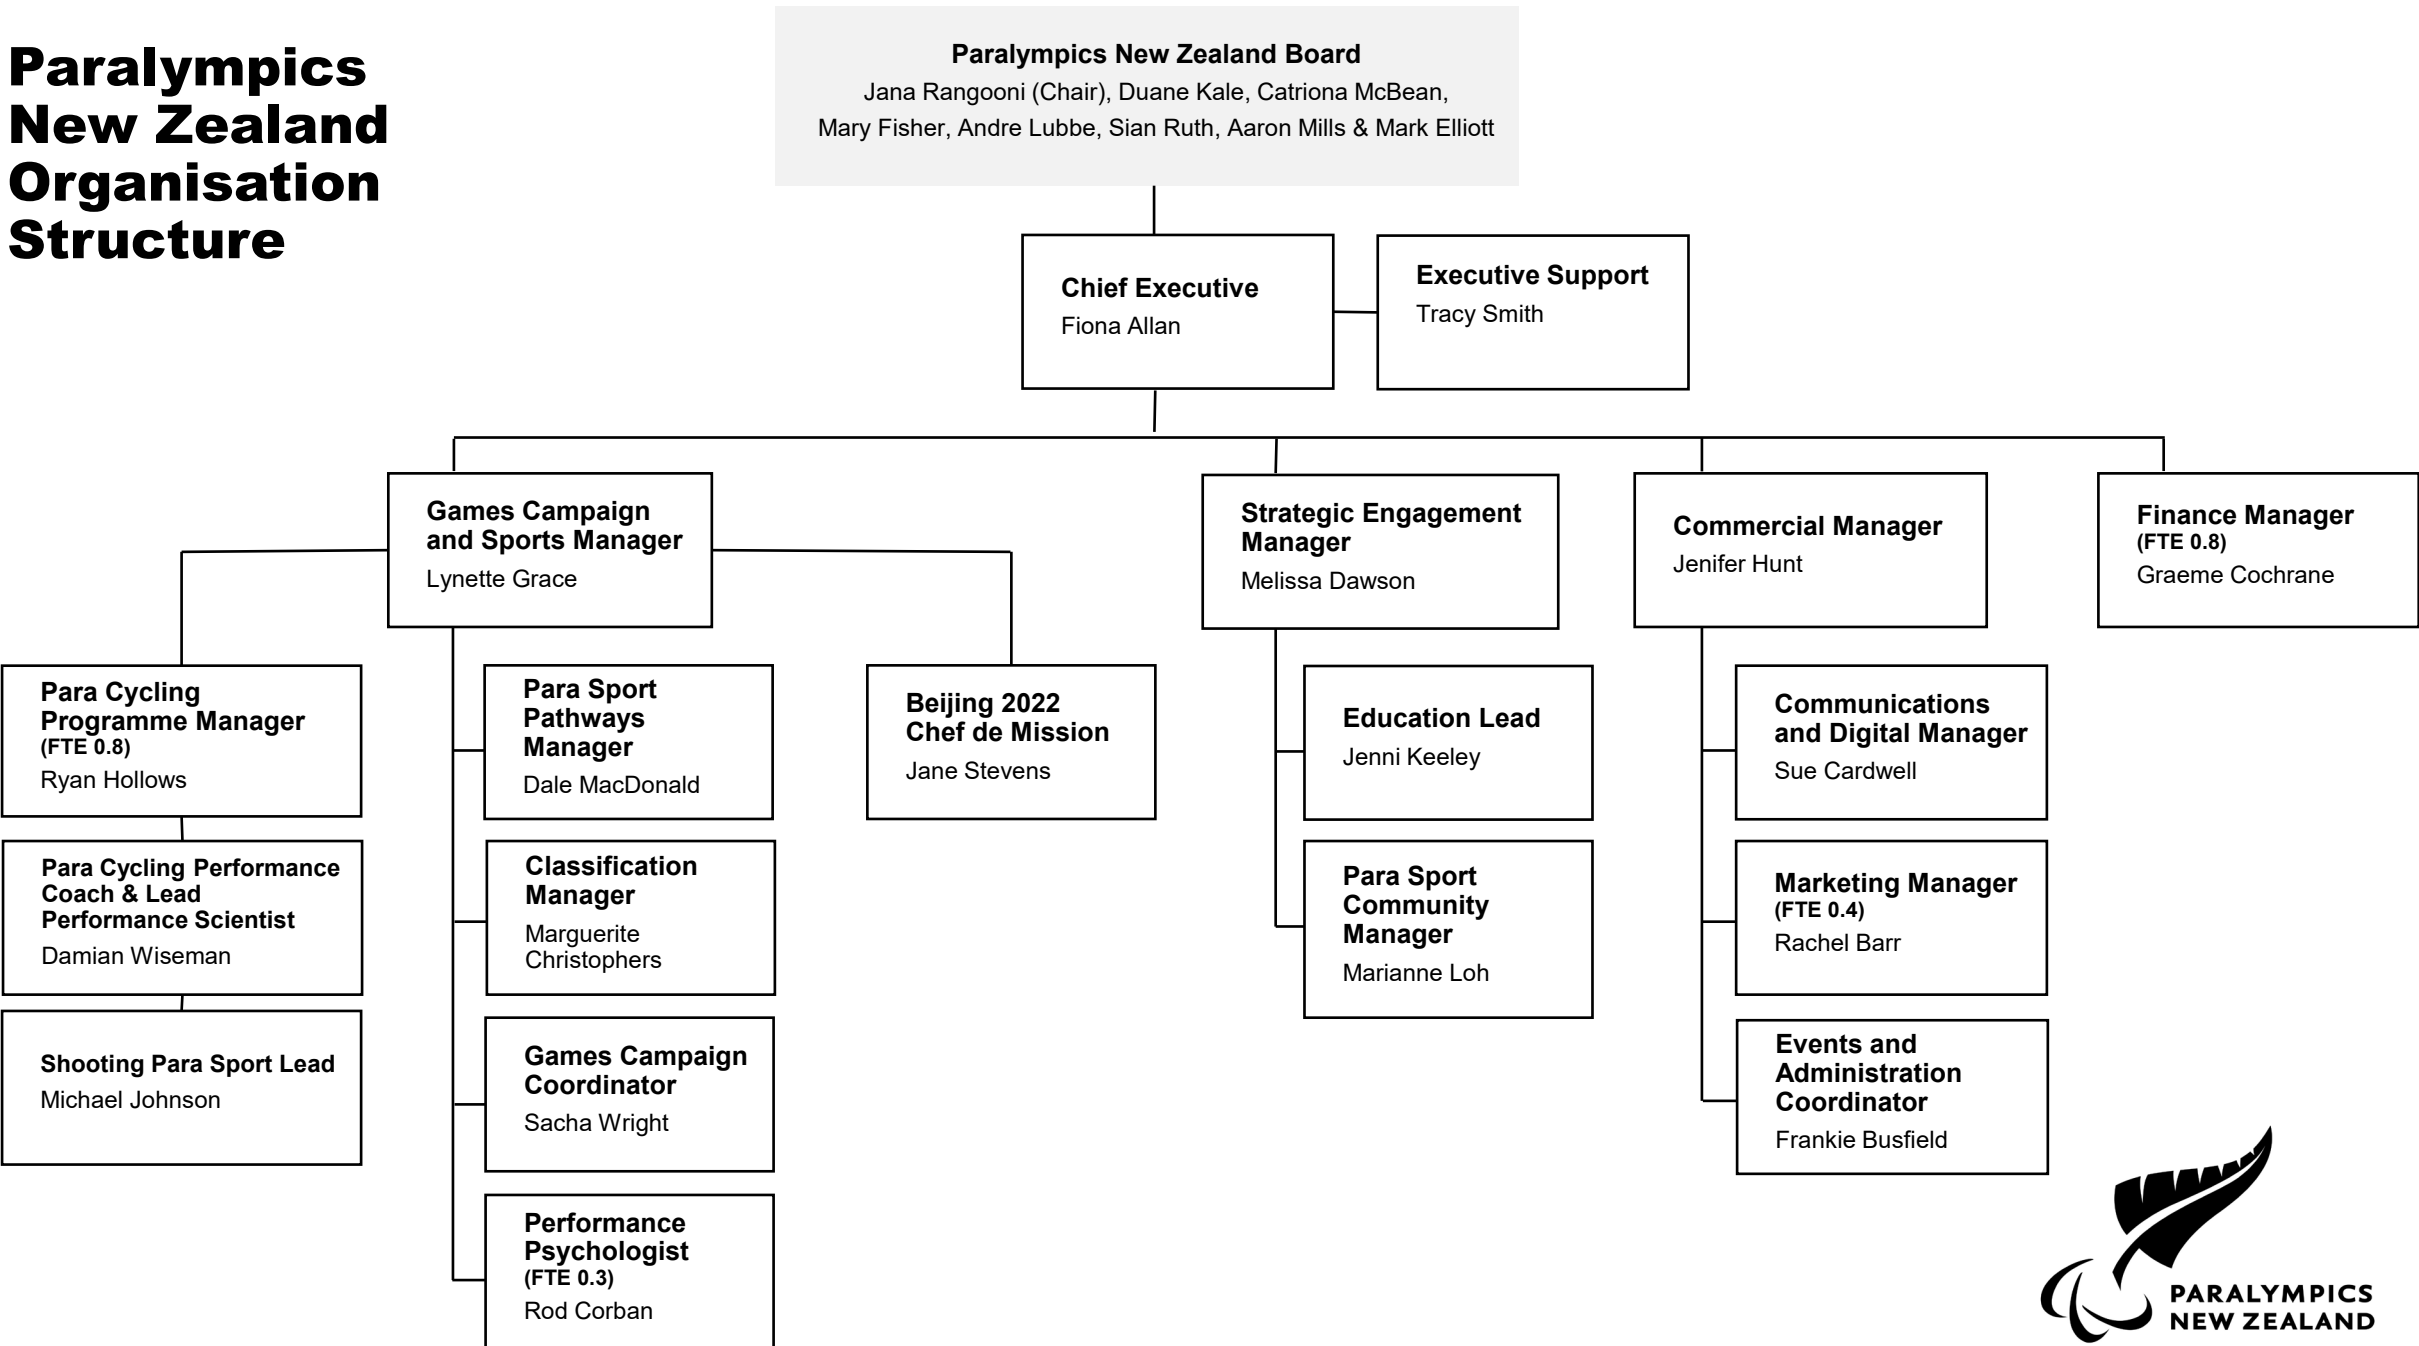 Paralympics
New Zealand
Organisation
Structure
Paralympics New Zealand Board
Jana Rangooni (Chair), Duane Kale, Catriona McBean,
Mary Fisher, Andre Lubbe, Sian Ruth, Aaron Mills & Mark Elliott
Chief Executive
Fiona Allan
Executive Support
Tracy Smith
Games Campaign
and Sports Manager
Lynette Grace
Strategic Engagement
Manager
Melissa Dawson
Commercial Manager
Jenifer Hunt
Finance Manager
(FTE 0.8)
Graeme Cochrane
Para Cycling
Programme Manager
(FTE 0.8)
Ryan Hollows
Para Cycling Performance
Coach & Lead
Performance Scientist
Damian Wiseman
Shooting Para Sport Lead
Michael Johnson
Para Sport
Pathways
Manager
Dale MacDonald
Classification
Manager
Marguerite
Christophers
Games Campaign
Coordinator
Sacha Wright
Performance
Psychologist
(FTE 0.3)
Rod Corban
Beijing 2022
Chef de Mission
Jane Stevens
Education Lead
Jenni Keeley
Para Sport
Community
Manager
Marianne Loh
Communications
and Digital Manager
Sue Cardwell
Marketing Manager
(FTE 0.4)
Rachel Barr
Events and
Administration
Coordinator
Frankie Busfield
PARALYMPICS
NEW ZEALAND